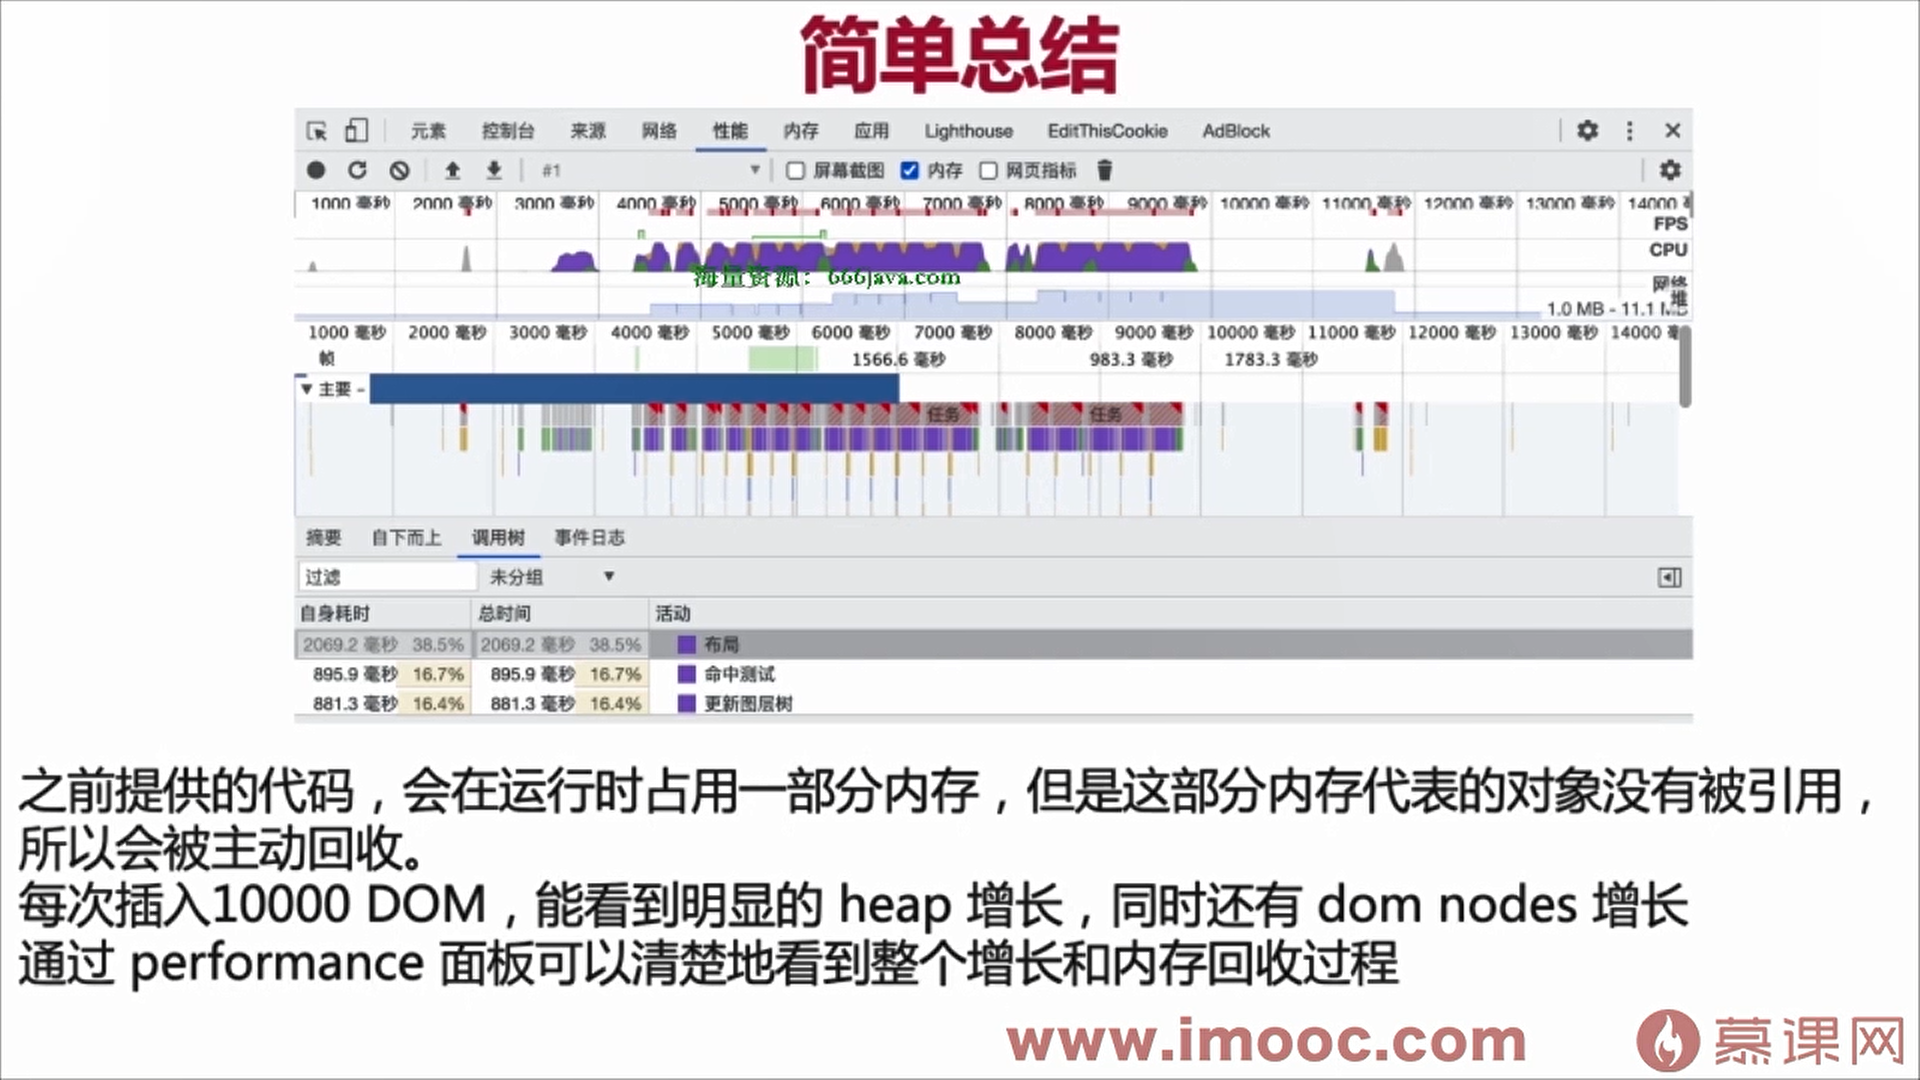 简单总结
元素 控制台 来源 网络 性能 内存 应用 Lighthouse EditThisCookie AdBlock
#1 屏幕截图 内存 网页指标
1000 毫秒 2000 毫秒 3000 毫秒 4000 毫秒 5000 毫秒 6000 毫秒 7000 毫秒 8000 毫秒 9000 毫秒 10000 毫秒 11000 毫秒 12000 毫秒 13000 毫秒 14000
FPS
CPU
海量资源：666java.com
网络
堆
1.0 MB - 11.1 MB
1000 毫秒 2000 毫秒 3000 毫秒 4000 毫秒 5000 毫秒 6000 毫秒 7000 毫秒 8000 毫秒 9000 毫秒 10000 毫秒 11000 毫秒 12000 毫秒 13000 毫秒 14000
帧 1566.6 毫秒 983.3 毫秒 1783.3 毫秒
主要 -
任务 任务
摘要 自下而上 调用树 事件日志
过滤 未分组
自身耗时 总时间 活动
2069.2 毫秒 38.5% 2069.2 毫秒 38.5% 布局
895.9 毫秒 16.7% 895.9 毫秒 16.7% 命中测试
881.3 毫秒 16.4% 881.3 毫秒 16.4% 更新图层树
之前提供的代码，会在运行时占用一部分内存，但是这部分内存代表的对象没有被引用，
所以会被主动回收。
每次插入10000 DOM，能看到明显的 heap 增长，同时还有 dom nodes 增长
通过 performance 面板可以清楚地看到整个增长和内存回收过程
www.imooc.com 慕课网